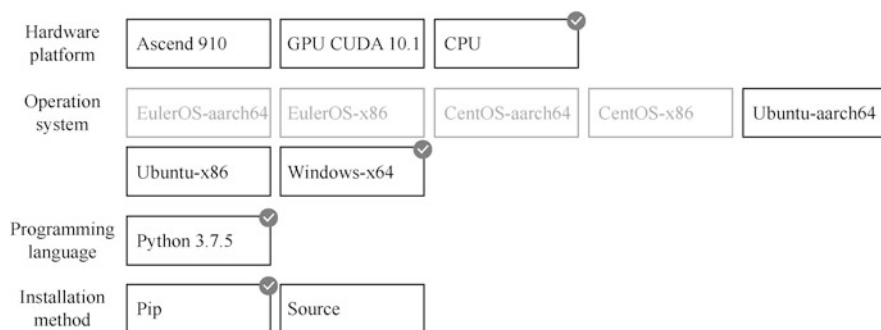 Hardware
platform
Ascend 910
GPU CUDA 10.1
CPU
Operation
system
EulerOS-aarch64
EulerOS-x86
CentOS-aarch64
CentOS-x86
Ubuntu-aarch64
Ubuntu-x86
Windows-x64
Programming
language
Python 3.7.5
Installation
method
Pip
Source